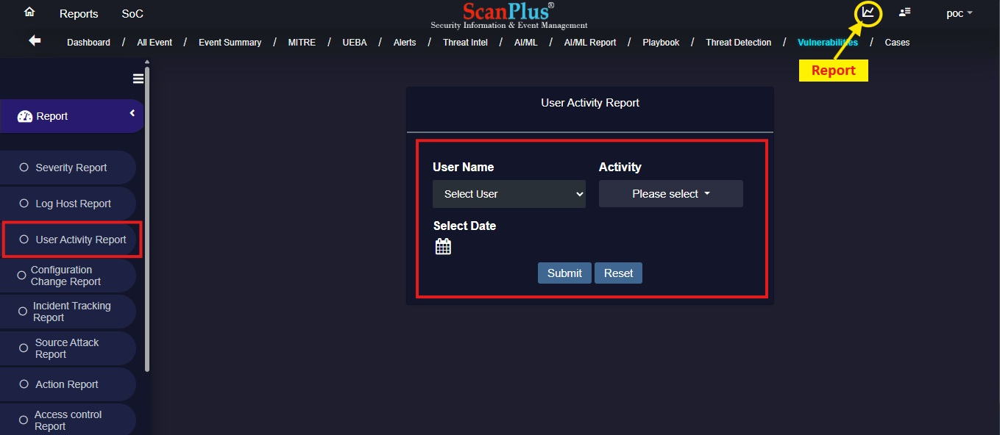 Reports SoC ScanPlus® poc
Security Information & Event Management
Dashboard / All Event / Event Summary / MITRE / UEBA / Alerts / Threat Intel / AI/ML / AI/ML Report / Playbook / Threat Detection / Vulnerabilities / Cases
Report
User Activity Report
Report
Severity Report
Log Host Report
User Activity Report
Configuration
Change Report
Incident Tracking
Report
Source Attack
Report
Action Report
Access control
Report
User Name Activity
Select User Please select
Select Date
Submit Reset